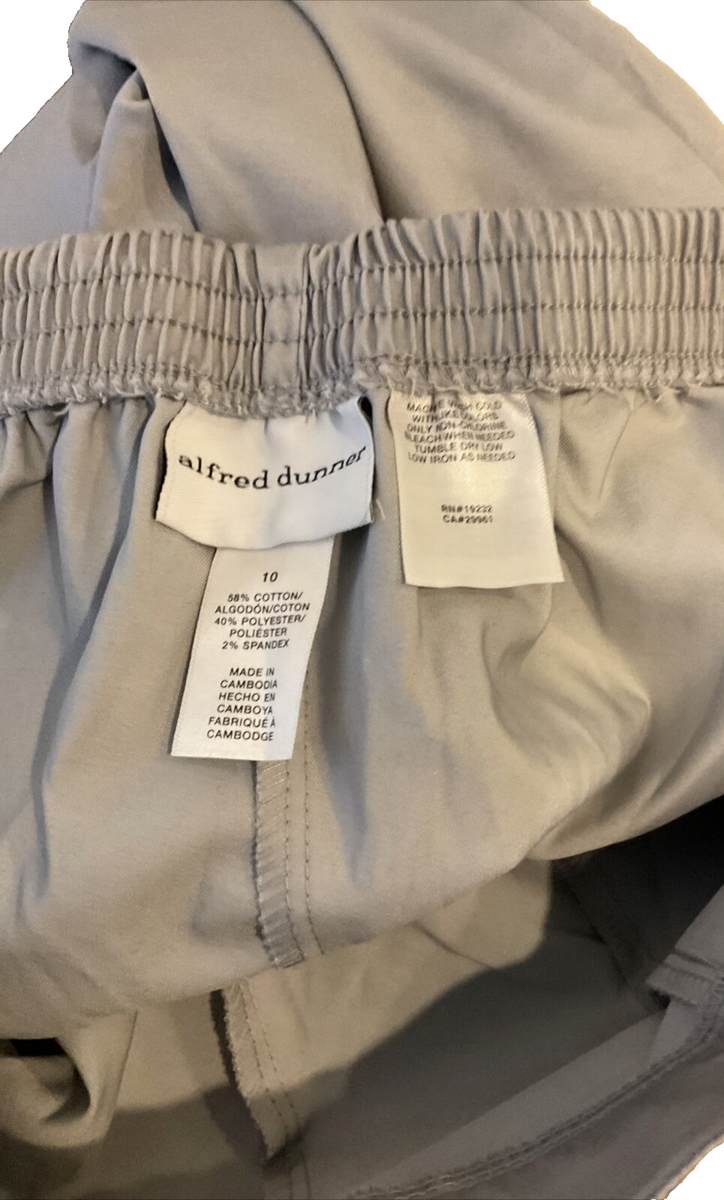 alfred dunner
10
58% COTTON/
ALGODÓN/COTON
40% POLYESTER/
POLIÉSTER
2% SPANDEX
MADE IN
CAMBODIA
HECHO EN
CAMBOYA
FABRIQUÉ À
CAMBODGE
WASH COLD
WITH LIKE COLORS
ONLY NON-CHLORINE
BLEACH WHEN NEEDED
TUMBLE DRY LOW
LOW IRON AS NEEDED
RN#19232
CA#29961